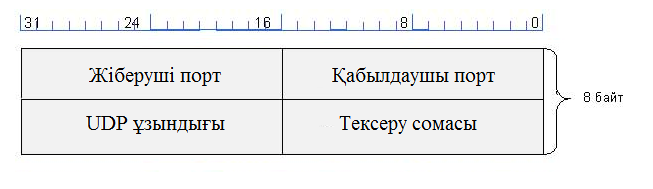 31 24 16 8 0
Жіберуші порт Қабылдаушы порт
8 байт
UDP ұзындығы Тексеру сомасы